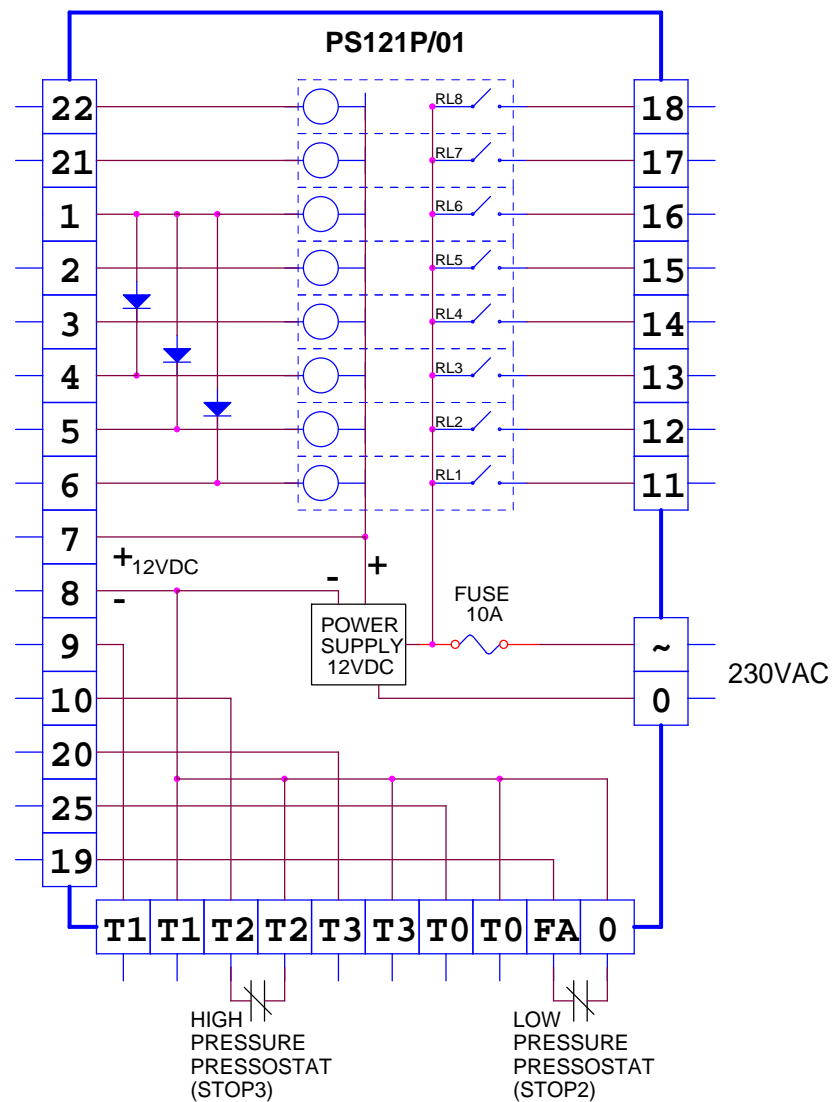 PS121P/01
22 RL8 18
21 RL7 17
1 RL6 16
2 RL5 15
3 RL4 14
4 RL3 13
5 RL2 12
6 RL1 11
7
+ 12VDC
- +
8
-
FUSE
10A
POWER
SUPPLY
12VDC
9
~
230VAC
10
0
20
25
19
T1 T1 T2 T2 T3 T3 T0 T0 FA 0
HIGH
PRESSURE
PRESSOSTAT
(STOP3)
LOW
PRESSURE
PRESSOSTAT
(STOP2)